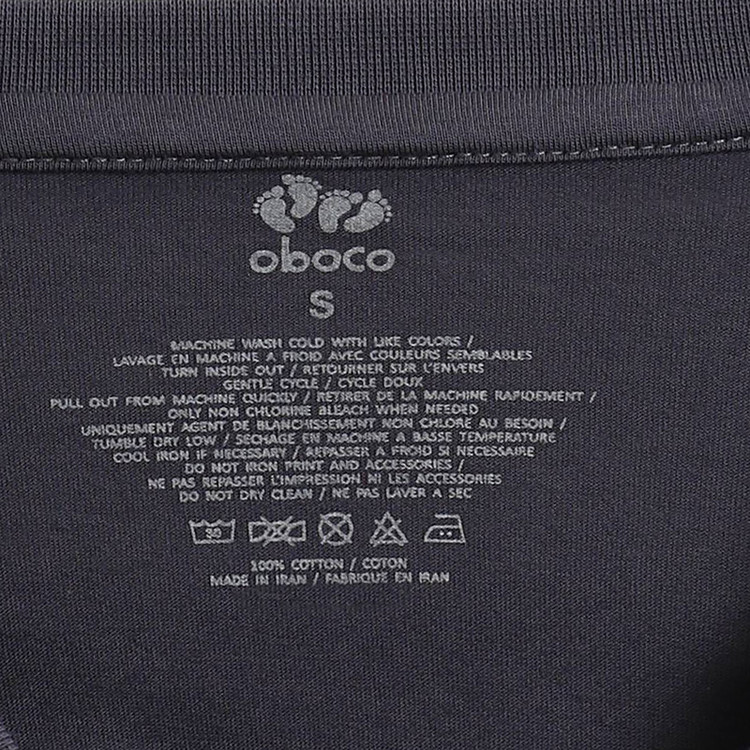 oboco
S
MACHINE WASH COLD WITH LIKE COLORS /
LAVAGE EN MACHINE A FROID AVEC COULEURS SEMBLABLES
TURN INSIDE OUT / RETOURNER SUR L'ENVERS
GENTLE CYCLE / CYCLE DOUX
PULL OUT FROM MACHINE QUICKLY / RETIRER DE LA MACHINE RAPIDEMENT /
ONLY NON CHLORINE BLEACH WHEN NEEDED
UNIQUEMENT AGENT DE BLANCHISSEMENT NON CHLORE AU BESOIN /
TUMBLE DRY LOW / SECHAGE EN MACHINE A BASSE TEMPERATURE
COOL IRON IF NECESSARY / REPASSER A FROID SI NECESSAIRE
DO NOT IRON PRINT AND ACCESSORIES /
NE PAS REPASSER L'IMPRESSION NI LES ACCESSORIES
DO NOT DRY CLEAN / NE PAS LAVER A SEC
30
100% COTTON / COTON
MADE IN IRAN / FABRIQUE EN IRAN